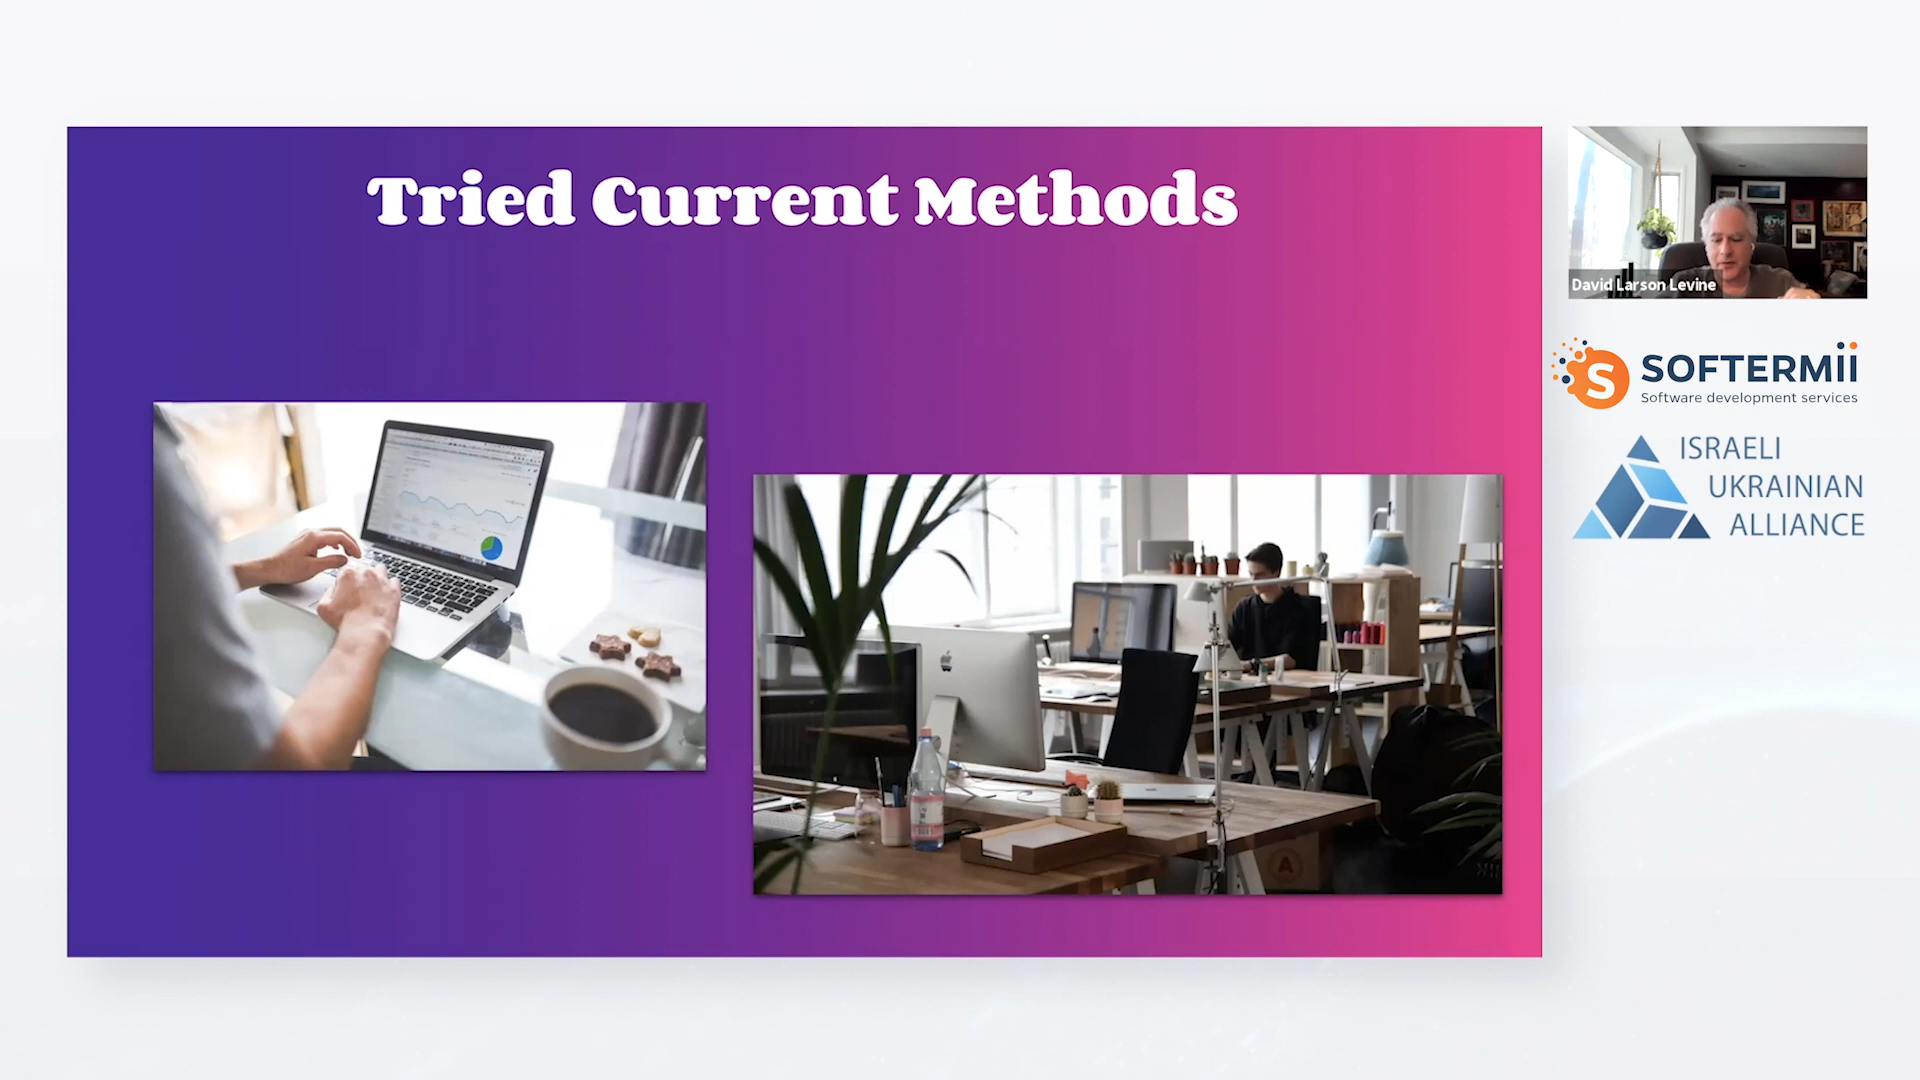 Tried Current Methods
David Larson Levine
S
SOFTERMii
Software development services
ISRAELI
UKRAINIAN
ALLIANCE
A